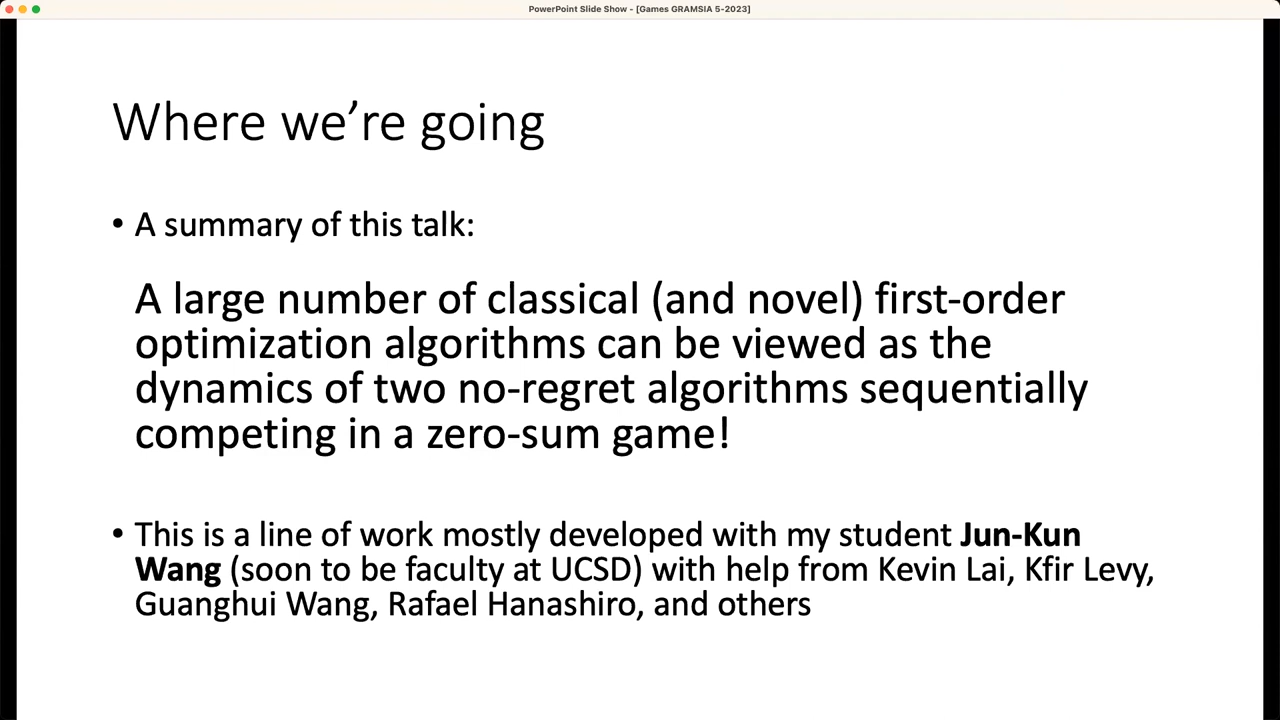 PowerPoint Slide Show - [Games GRAMSIA 5-2023]
Where we’re going
• A summary of this talk:
A large number of classical (and novel) first-order
optimization algorithms can be viewed as the
dynamics of two no-regret algorithms sequentially
competing in a zero-sum game!
• This is a line of work mostly developed with my student Jun-Kun
Wang (soon to be faculty at UCSD) with help from Kevin Lai, Kfir Levy,
Guanghui Wang, Rafael Hanashiro, and others